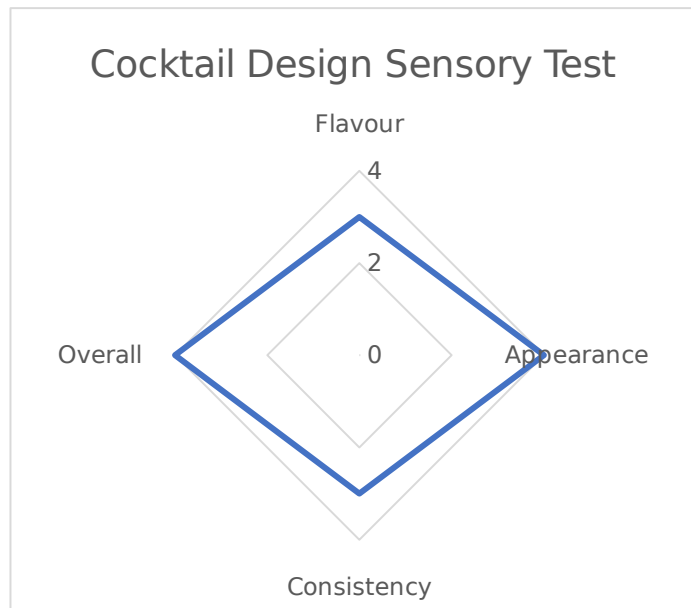 Cocktail Design Sensory Test
Flavour
4
2
Overall
0
Appearance
Consistency